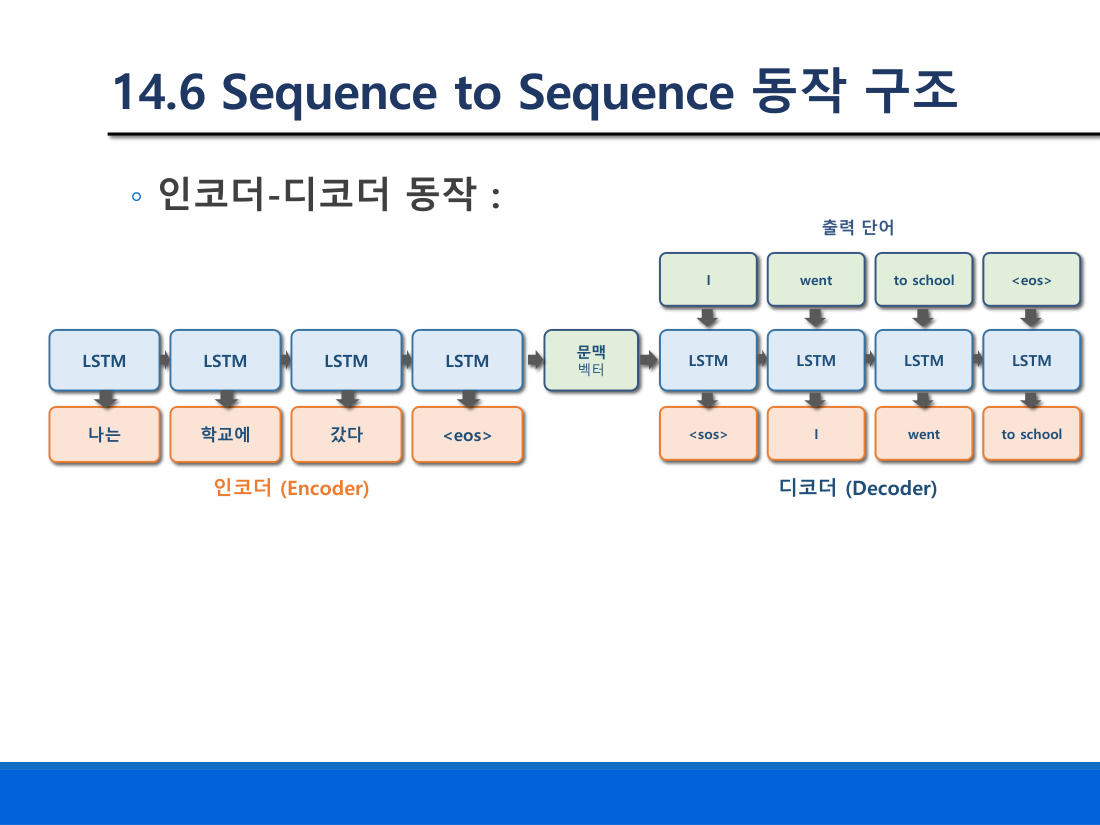 14.6 Sequence to Sequence 동작 구조
◦ 인코더-디코더 동작 :
출력 단어
I
went
to school
<eos>
LSTM
LSTM
LSTM
LSTM
문맥
벡터
LSTM
LSTM
LSTM
LSTM
나는
학교에
갔다
<eos>
<sos>
I
went
to school
인코더 (Encoder)
디코더 (Decoder)